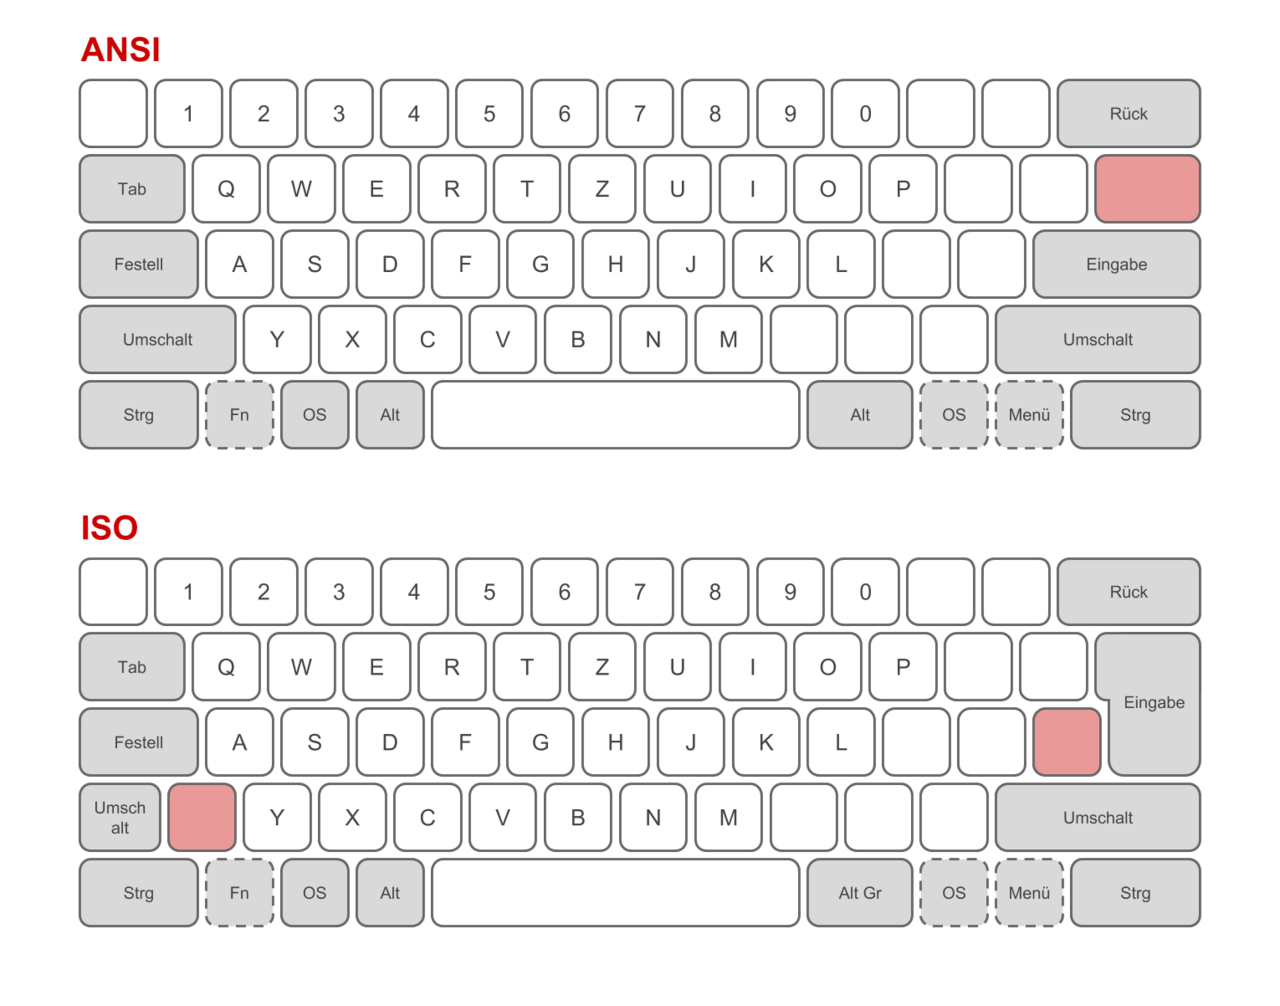 ANSI
1 2 3 4 5 6 7 8 9 0 Rück
Tab Q W E R T Z U I O P
Festell A S D F G H J K L Eingabe
Umschalt Y X C V B N M Umschalt
Strg Fn OS Alt Alt OS Menü Strg
ISO
1 2 3 4 5 6 7 8 9 0 Rück
Tab Q W E R T Z U I O P
Eingabe
Festell A S D F G H J K L
Umsch
alt
Y X C V B N M Umschalt
Strg Fn OS Alt Alt Gr OS Menü Strg